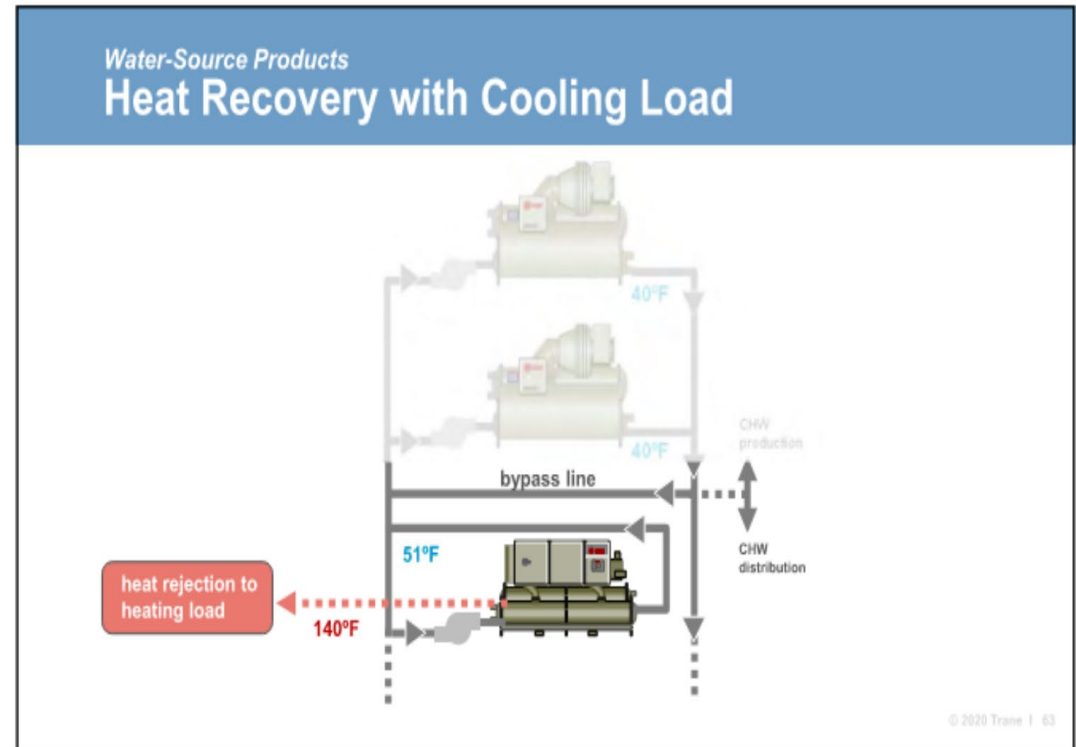 Water-Source Products
Heat Recovery with Cooling Load
40ºF
40ºF
CHW
production
bypass line
51ºF
CHW
distribution
heat rejection to
heating load
140ºF
© 2020 Trane | 63